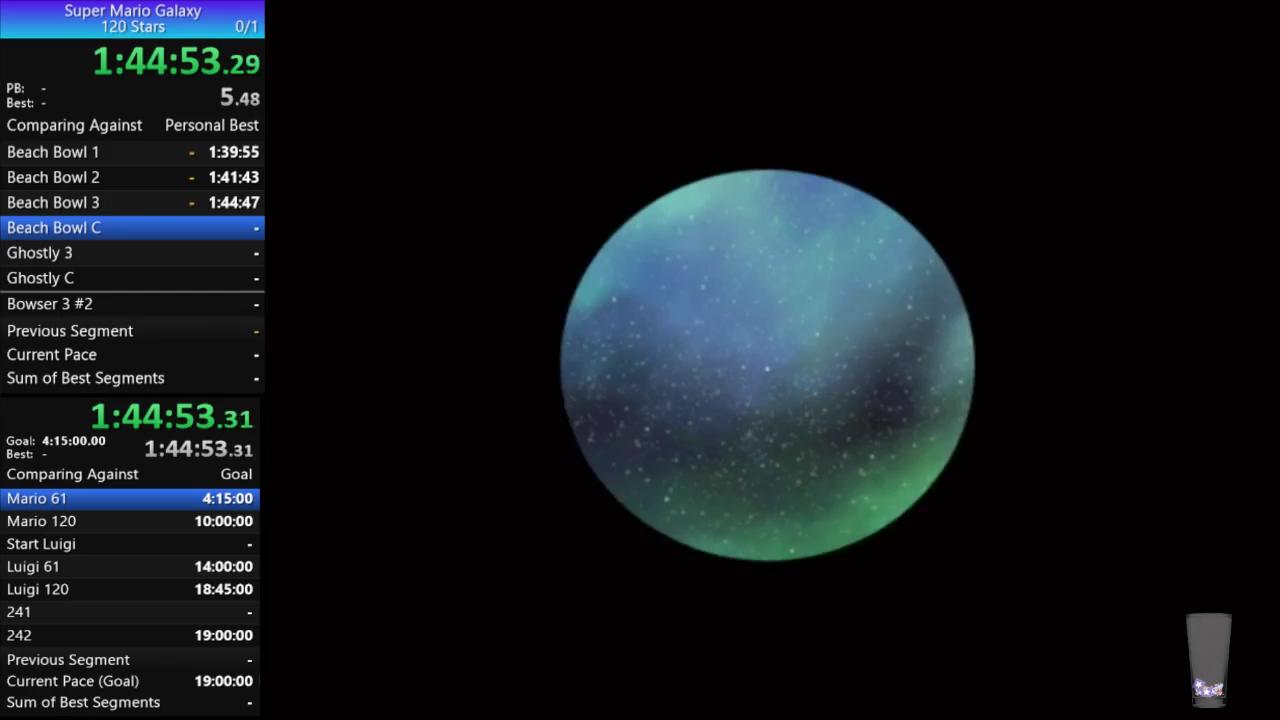 Super Mario Galaxy
120 Stars 0/1
1:44:53.29
PB: -
Best: - 5.48
Comparing Against Personal Best
Beach Bowl 1 - 1:39:55
Beach Bowl 2 - 1:41:43
Beach Bowl 3 - 1:44:47
Beach Bowl C -
Ghostly 3 -
Ghostly C -
Bowser 3 #2 -
Previous Segment -
Current Pace -
Sum of Best Segments -
1:44:53.31
Goal: 4:15:00.00
Best: - 1:44:53.31
Comparing Against Goal
Mario 61 4:15:00
Mario 120 10:00:00
Start Luigi -
Luigi 61 14:00:00
Luigi 120 18:45:00
241 -
242 19:00:00
Previous Segment -
Current Pace (Goal) 19:00:00
Sum of Best Segments -